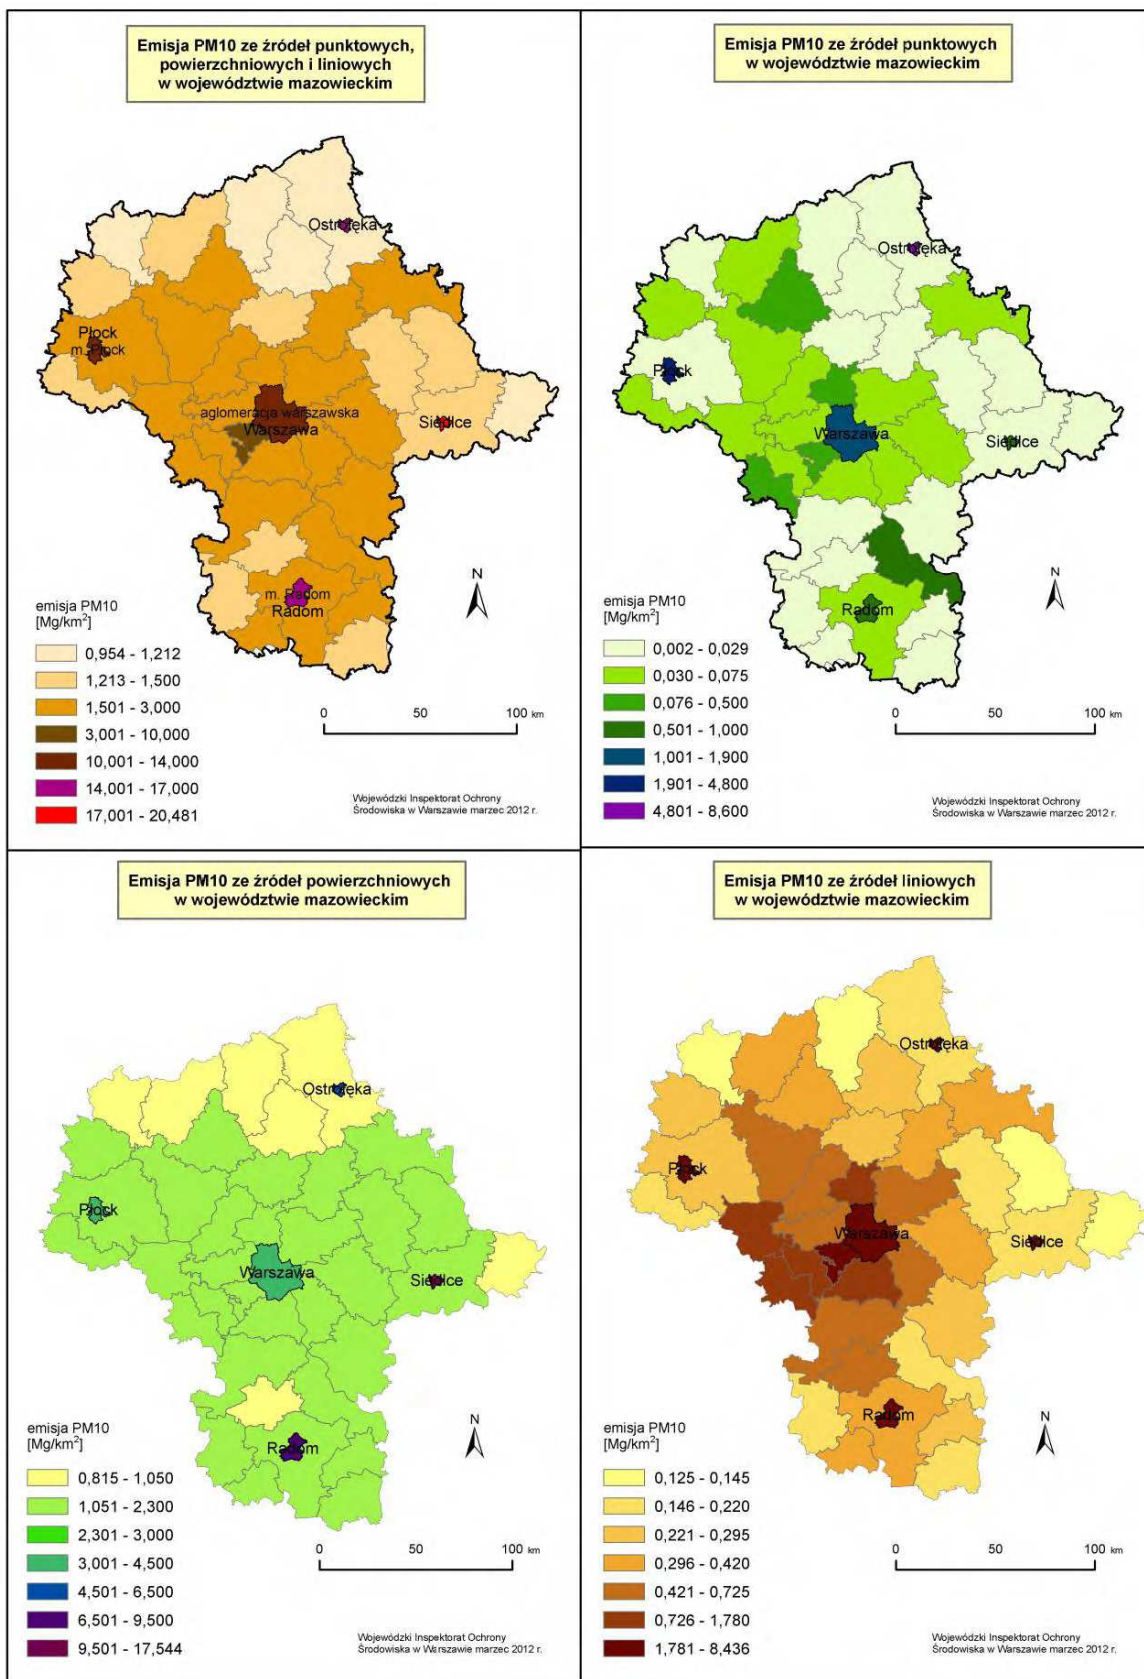 Emisja PM10 ze źródeł punktowych,
powierzchniowych i liniowych
w województwie mazowieckim
Ostrołęka
Płock
m. Płock
aglomeracja warszawska
Warszawa
Siedlce
m. Radom
Radom
N
emisja PM10
[Mg/km²]
0,954 - 1,212
1,213 - 1,500
1,501 - 3,000
3,001 - 10,000
10,001 - 14,000
14,001 - 17,000
17,001 - 20,481
0 50 100 km
Wojewódzki Inspektorat Ochrony
Środowiska w Warszawie marzec 2012 r.
Emisja PM10 ze źródeł punktowych
w województwie mazowieckim
Ostrołęka
Płock
Warszawa
Siedlce
Radom
N
emisja PM10
[Mg/km²]
0,002 - 0,029
0,030 - 0,075
0,076 - 0,500
0,501 - 1,000
1,001 - 1,900
1,901 - 4,800
4,801 - 8,600
0 50 100 km
Wojewódzki Inspektorat Ochrony
Środowiska w Warszawie marzec 2012 r.
Emisja PM10 ze źródeł powierzchniowych
w województwie mazowieckim
Ostrołęka
Płock
Warszawa
Siedlce
Radom
N
emisja PM10
[Mg/km²]
0,815 - 1,050
1,051 - 2,300
2,301 - 3,000
3,001 - 4,500
4,501 - 6,500
6,501 - 9,500
9,501 - 17,544
0 50 100 km
Wojewódzki Inspektorat Ochrony
Środowiska w Warszawie marzec 2012 r.
Emisja PM10 ze źródeł liniowych
w województwie mazowieckim
Ostrołęka
Płock
Warszawa
Siedlce
Radom
N
emisja PM10
[Mg/km²]
0,125 - 0,145
0,146 - 0,220
0,221 - 0,295
0,296 - 0,420
0,421 - 0,725
0,726 - 1,780
1,781 - 8,436
0 50 100 km
Wojewódzki Inspektorat Ochrony
Środowiska w Warszawie marzec 2012 r.